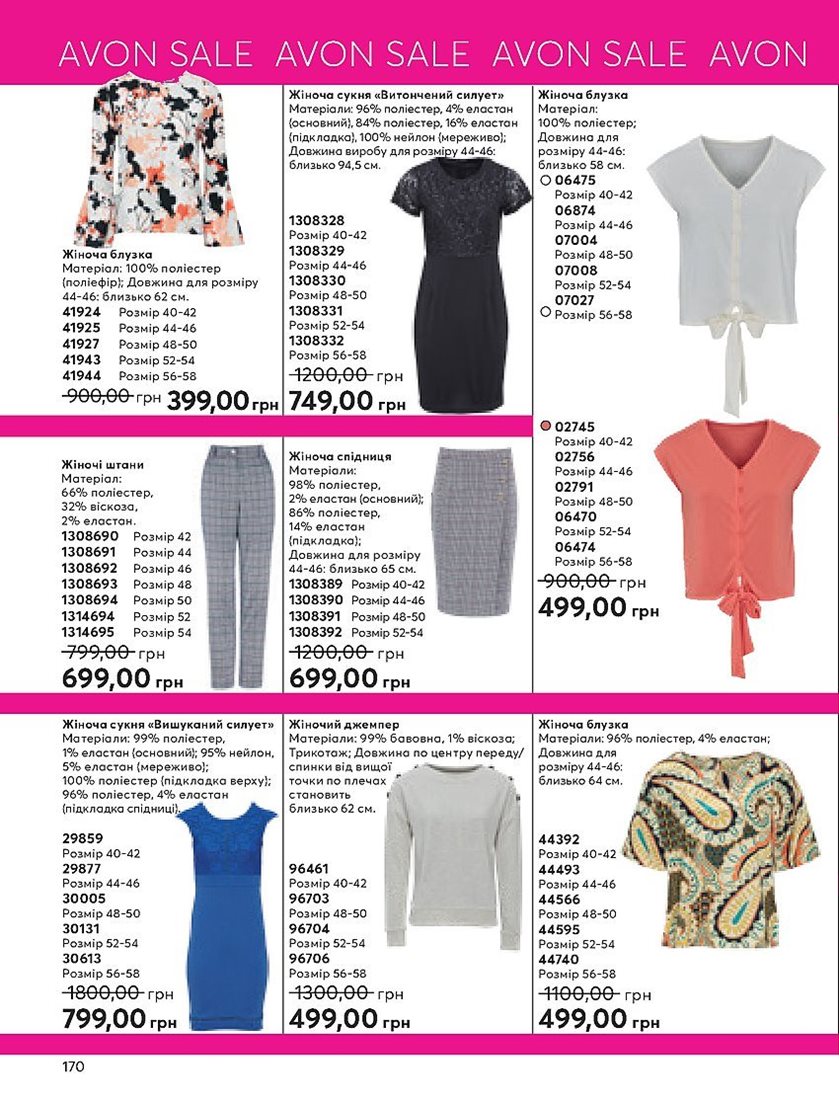 AVON SALE AVON SALE AVON SALE AVON
Жіноча блузка
Матеріал: 100% поліестер
(поліефір); Довжина для розміру
44-46: близько 62 см.
41924 Розмір 40-42
41925 Розмір 44-46
41927 Розмір 48-50
41943 Розмір 52-54
41944 Розмір 56-58
900,00 грн 399,00 грн
Жіноча сукня «Витончений силует»
Матеріали: 96% поліестер, 4% еластан
(основний), 84% поліестер, 16% еластан
(підкладка), 100% нейлон (мереживо);
Довжина виробу для розміру 44-46:
близько 94,5 см.
1308328
Розмір 40-42
1308329
Розмір 44-46
1308330
Розмір 48-50
1308331
Розмір 52-54
1308332
Розмір 56-58
1200,00 грн
749,00 грн
Жіноча блузка
Матеріал:
100% поліестер;
Довжина для
розміру 44-46:
близько 58 см.
06475
Розмір 40-42
06874
Розмір 44-46
07004
Розмір 48-50
07008
Розмір 52-54
07027
Розмір 56-58
02745
Розмір 40-42
02756
Розмір 44-46
02791
Розмір 48-50
06470
Розмір 52-54
06474
Розмір 56-58
900,00 грн
499,00 грн
Жіночі штани
Матеріал:
66% поліестер,
32% віскоза,
2% еластан.
1308690 Розмір 42
1308691 Розмір 44
1308692 Розмір 46
1308693 Розмір 48
1308694 Розмір 50
1314694 Розмір 52
1314695 Розмір 54
799,00 грн
699,00 грн
Жіноча спідниця
Матеріали:
98% поліестер,
2% еластан (основний);
86% поліестер,
14% еластан
(підкладка);
Довжина для розміру
44-46: близько 65 см.
1308389 Розмір 40-42
1308390 Розмір 44-46
1308391 Розмір 48-50
1308392 Розмір 52-54
1200,00 грн
699,00 грн
Жіноча сукня «Вишуканий силует»
Матеріали: 99% поліестер,
1% еластан (основний); 95% нейлон,
5% еластан (мереживо);
100% поліестер (підкладка верху);
96% поліестер, 4% еластан
(підкладка спідниці).
29859
Розмір 40-42
29877
Розмір 44-46
30005
Розмір 48-50
30131
Розмір 52-54
30613
Розмір 56-58
1800,00 грн
799,00 грн
Жіночий джемпер
Матеріали: 99% бавовна, 1% віскоза;
Трикотаж; Довжина по центру переду/
спинки від вищої
точки по плечах
становить
близько 62 см.
96461
Розмір 40-42
96703
Розмір 48-50
96704
Розмір 52-54
96706
Розмір 56-58
1300,00 грн
499,00 грн
Жіноча блузка
Матеріали: 96% поліестер, 4% еластан;
Довжина для
розміру 44-46:
близько 64 см.
44392
Розмір 40-42
44493
Розмір 44-46
44566
Розмір 48-50
44595
Розмір 52-54
44740
Розмір 56-58
1100,00 грн
499,00 грн
170